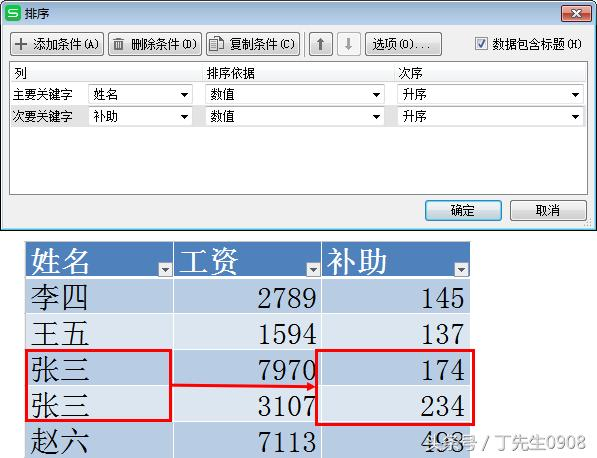 排序
添加条件(A) 删除条件(D) 复制条件(C) 选项(O)... 数据包含标题(H)
列 排序依据 次序
主要关键字 姓名 数值 升序
次要关键字 补助 数值 升序
确定 取消
姓名 工资 补助
李四 2789 145
王五 1594 137
张三 7970 174
张三 3107 234
赵六 7113 493
头条号 / 丁先生0908